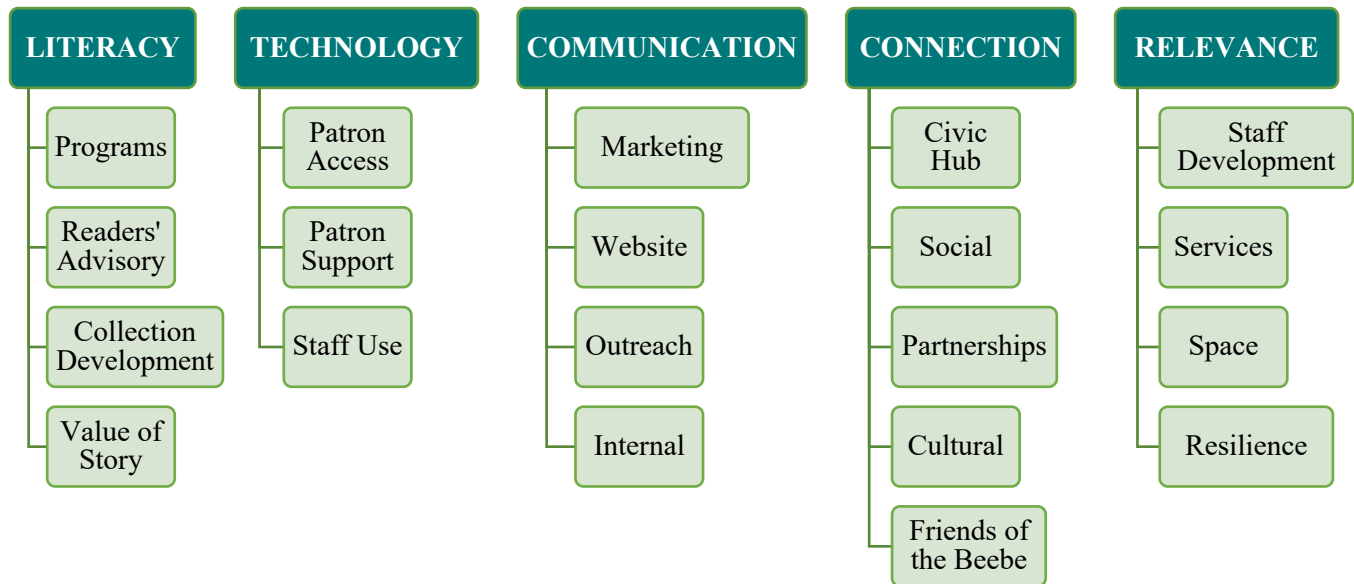 LITERACY
Programs
Readers'
Advisory
Collection
Development
Value of
Story
TECHNOLOGY
Patron
Access
Patron
Support
Staff Use
COMMUNICATION
Marketing
Website
Outreach
Internal
CONNECTION
Civic
Hub
Social
Partnerships
Cultural
Friends of
the Beebe
RELEVANCE
Staff
Development
Services
Space
Resilience